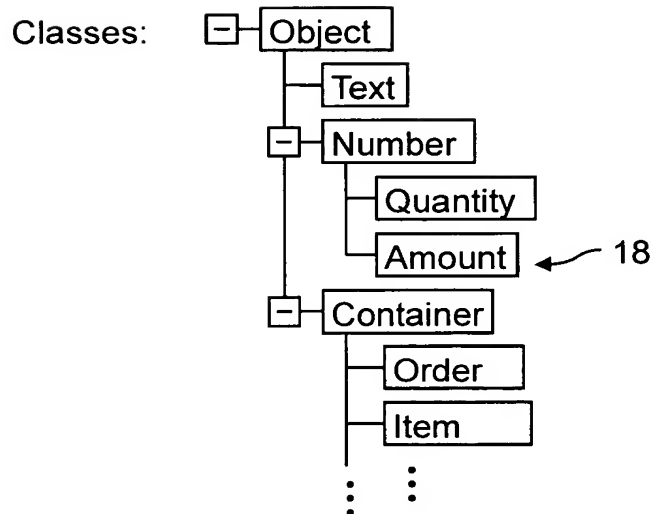 Classes: Object
Text
Number
Quantity
Amount 18
Container
Order
Item